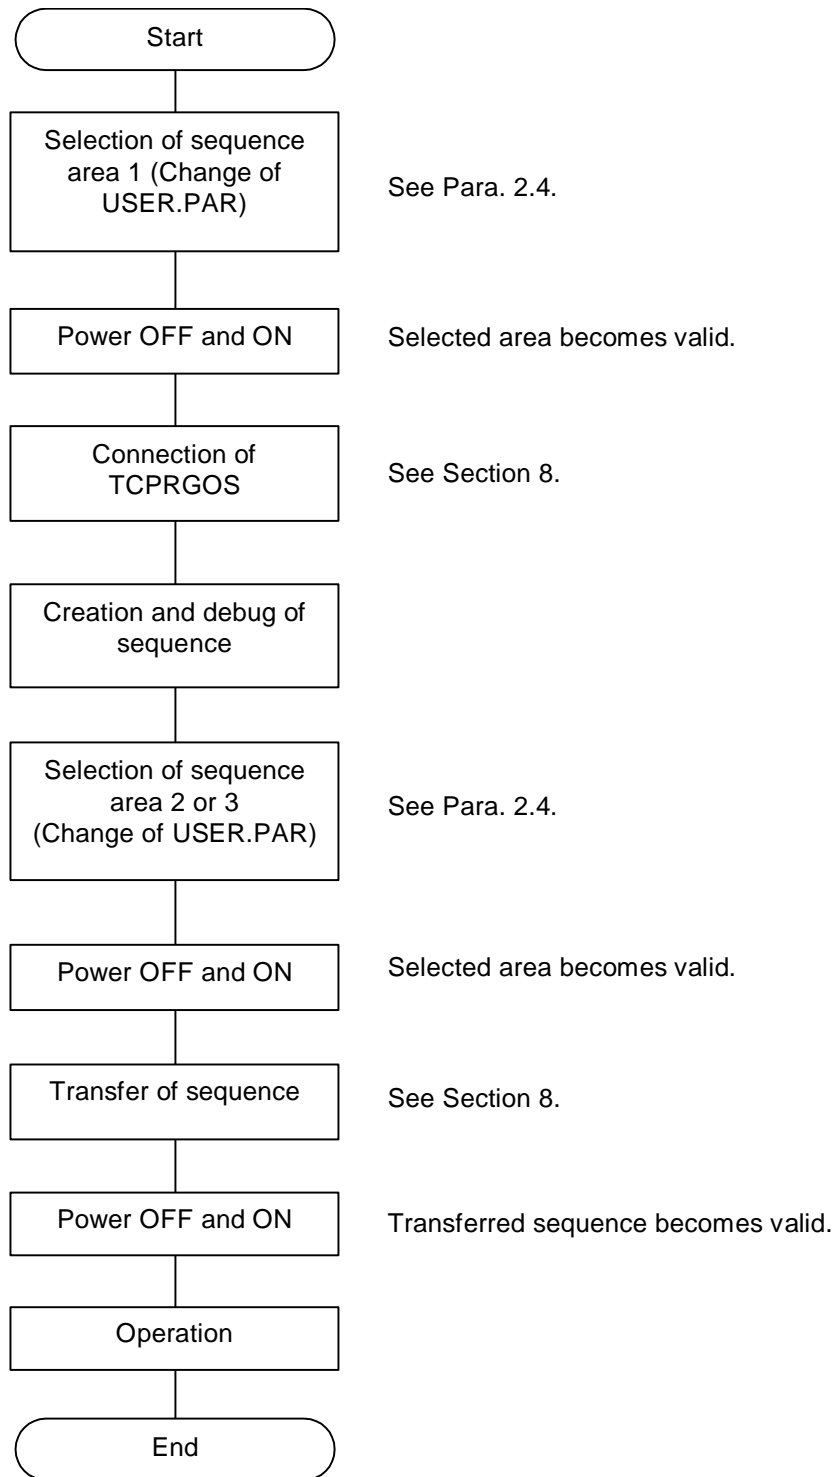 Start
Selection of sequence
area 1 (Change of
USER.PAR)
See Para. 2.4.
Power OFF and ON
Selected area becomes valid.
Connection of
TCPRGOS
See Section 8.
Creation and debug of
sequence
Selection of sequence
area 2 or 3
(Change of USER.PAR)
See Para. 2.4.
Power OFF and ON
Selected area becomes valid.
Transfer of sequence
See Section 8.
Power OFF and ON
Transferred sequence becomes valid.
Operation
End